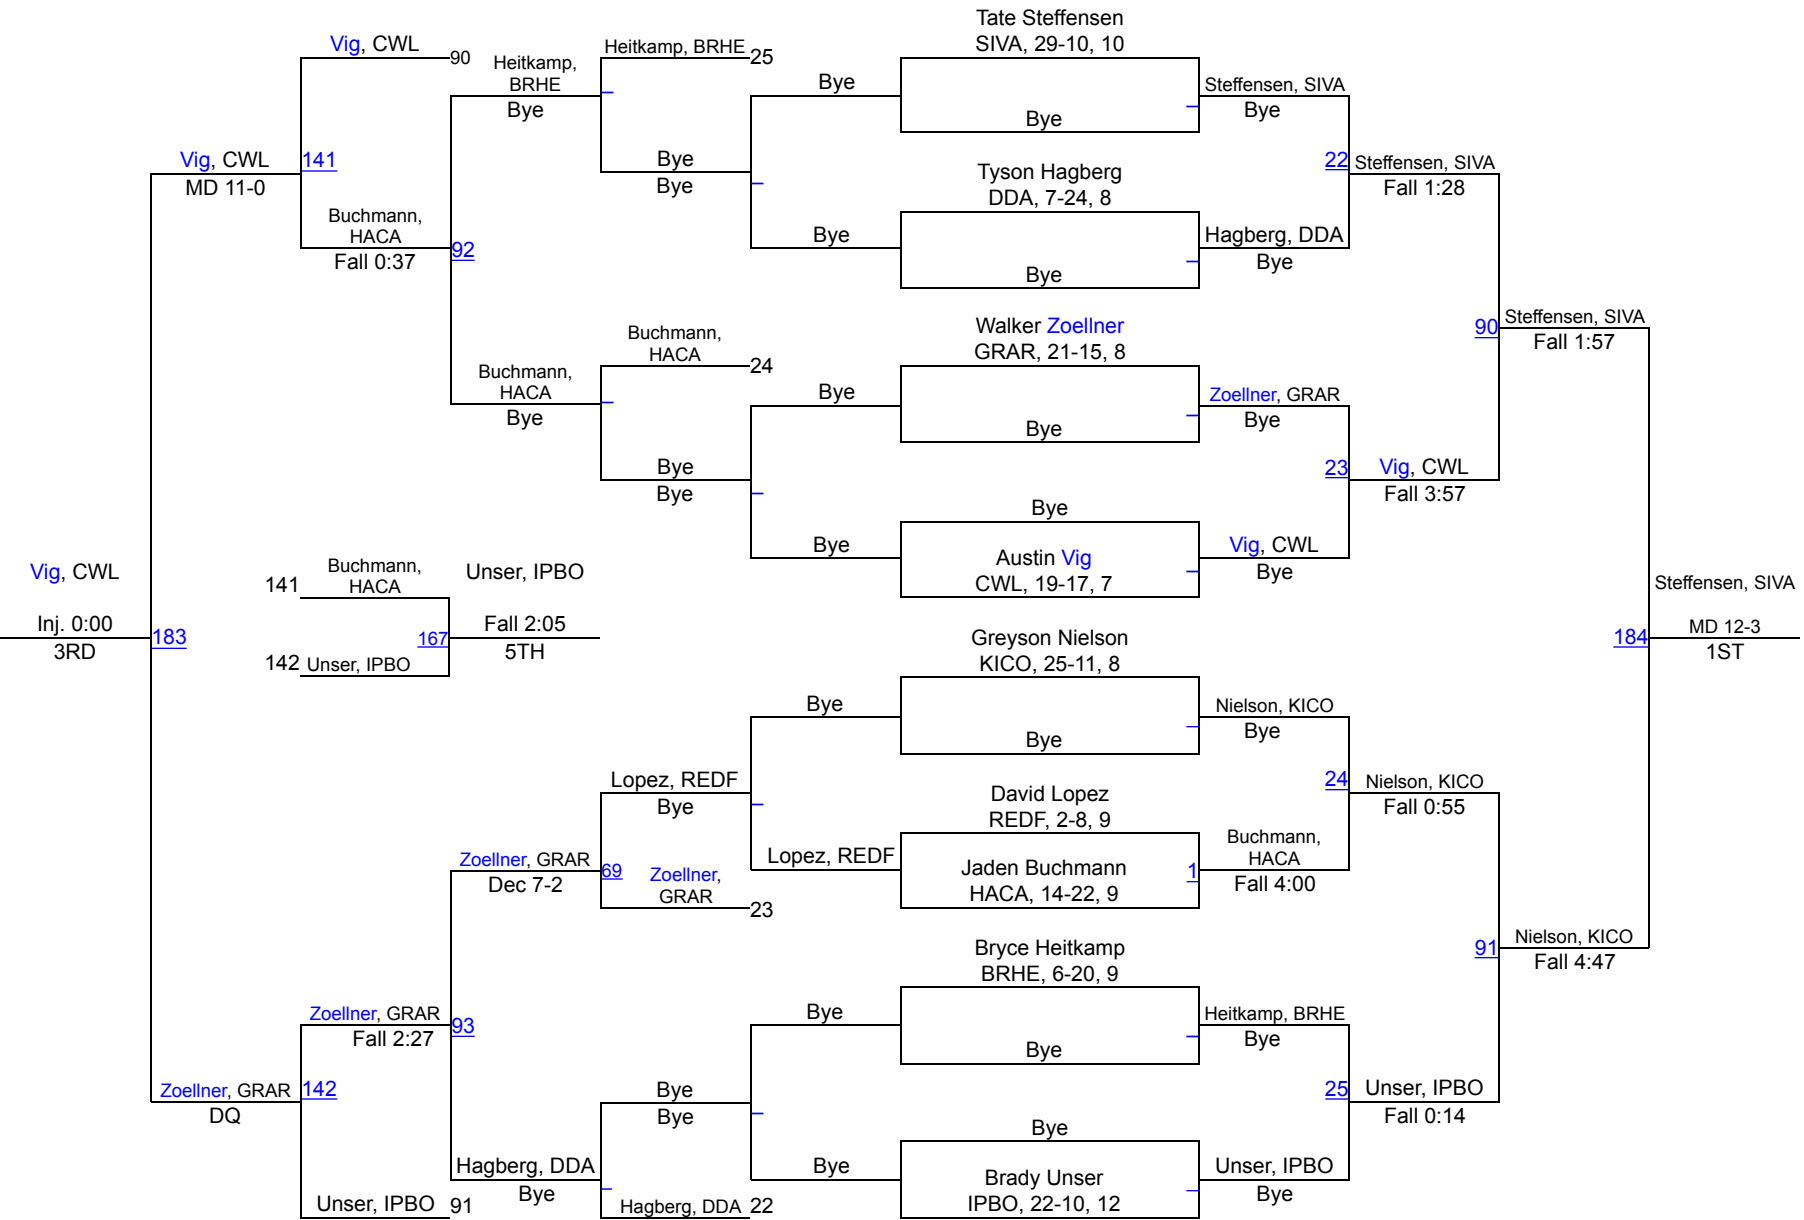 Tate Steffensen
SIVA, 29-10, 10
Vig, CWL
90
Heitkamp, BRHE
25
Heitkamp,
BRHE
Bye
Bye
Bye
Steffensen, SIVA
Bye
Vig, CWL
MD 11-0
141
Bye
Bye
Tyson Hagberg
DDA, 7-24, 8
22
Steffensen, SIVA
Fall 1:28
Buchmann,
HACA
Fall 0:37
92
Bye
Bye
Hagberg, DDA
Bye
Walker Zoellner
GRAR, 21-15, 8
90
Steffensen, SIVA
Fall 1:57
Buchmann,
HACA
24
Buchmann,
HACA
Bye
Bye
Bye
Zoellner, GRAR
Bye
Bye
Bye
23
Vig, CWL
Fall 3:57
Bye
Bye
Austin Vig
CWL, 19-17, 7
Vig, CWL
Bye
Vig, CWL
Inj. 0:00
3RD
183
141
Buchmann,
HACA
142
Unser, IPBO
167
Unser, IPBO
Fall 2:05
5TH
Steffensen, SIVA
184
MD 12-3
1ST
Greyson Nielson
KICO, 25-11, 8
Bye
Bye
Nielson, KICO
Bye
Lopez, REDF
Bye
David Lopez
REDF, 2-8, 9
24
Nielson, KICO
Fall 0:55
Zoellner, GRAR
Dec 7-2
69
Zoellner,
GRAR
23
Lopez, REDF
Jaden Buchmann
HACA, 14-22, 9
1
Buchmann,
HACA
Fall 4:00
Bryce Heitkamp
BRHE, 6-20, 9
91
Nielson, KICO
Fall 4:47
Zoellner, GRAR
Fall 2:27
93
Bye
Bye
Heitkamp, BRHE
Bye
Zoellner, GRAR
DQ
142
Bye
Bye
25
Unser, IPBO
Fall 0:14
Bye
Hagberg, DDA
Bye
Bye
Brady Unser
IPBO, 22-10, 12
Unser, IPBO
Bye
Unser, IPBO
91
Hagberg, DDA
22